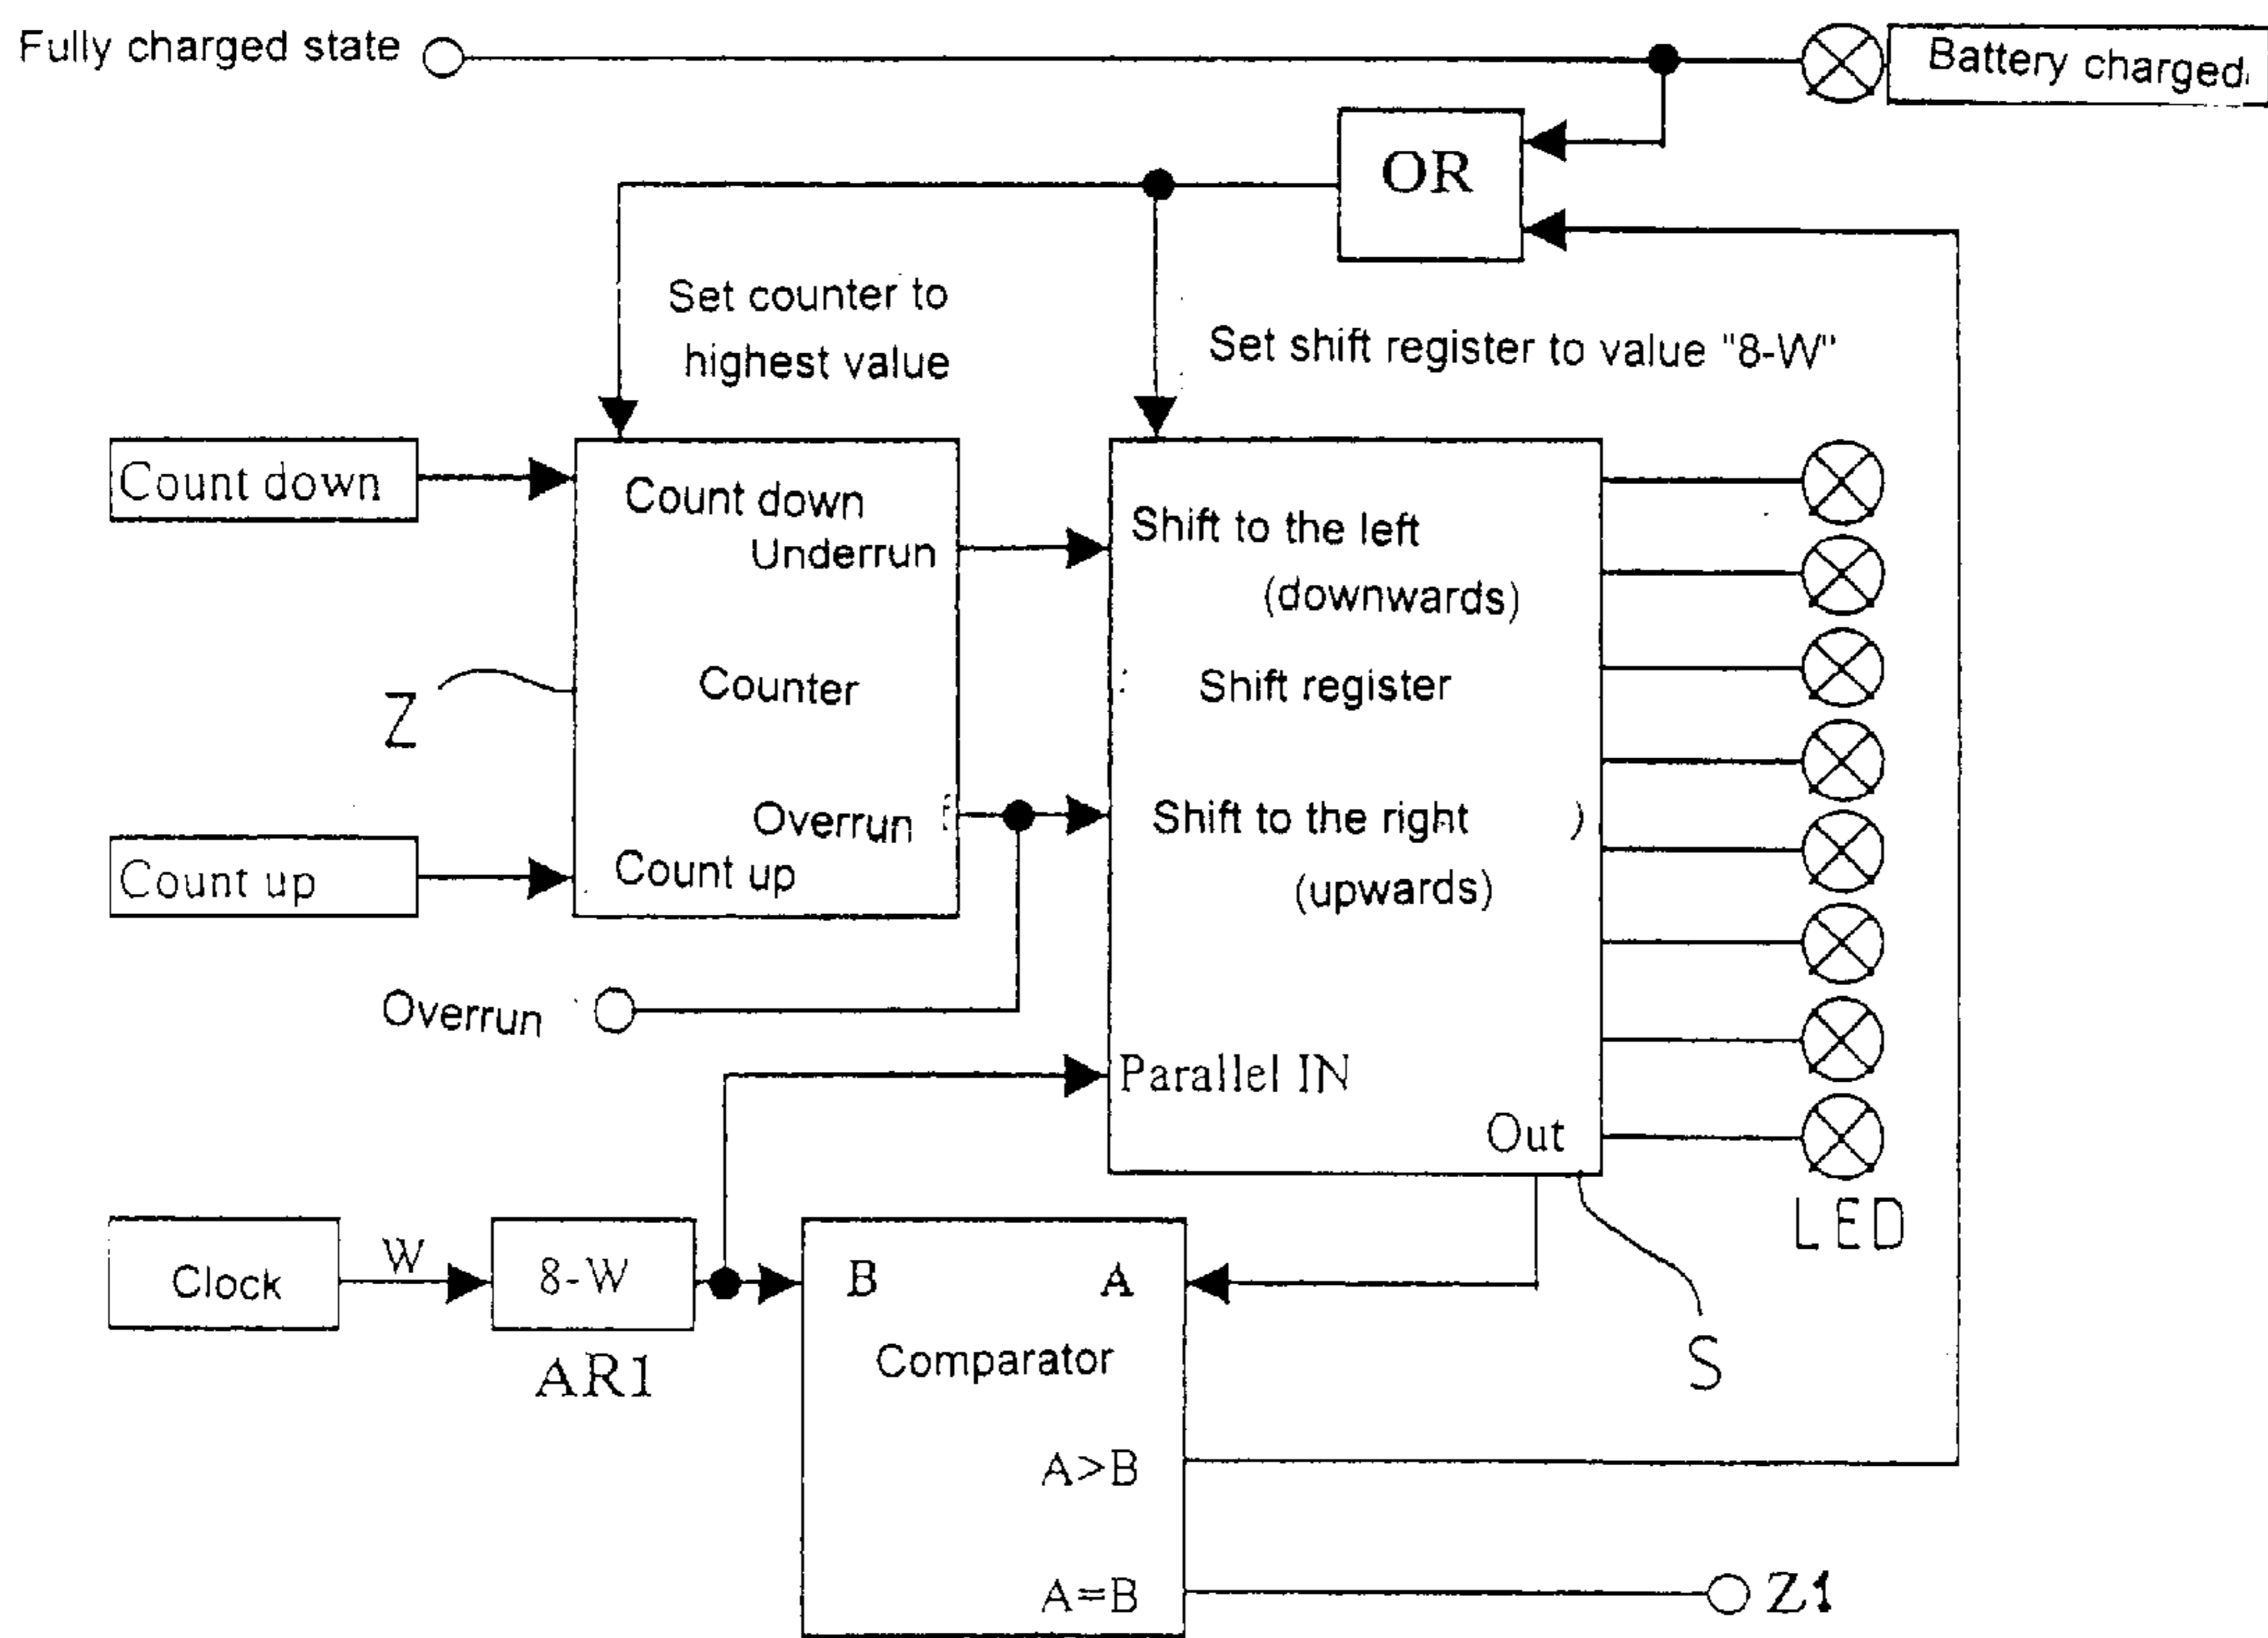 Fully charged state
Battery charged
OR
Set counter to
highest value
Set shift register to value "8-W"
Count down
Count down
Underrun
Shift to the left
(downwards)
Z
Counter
Shift register
Overrun
Shift to the right )
Count up
Count up
(upwards)
Overrun
Parallel IN
Out
LED
Clock
W
8-W
AR1
B
A
Comparator
S
A>B
A=B
Z1